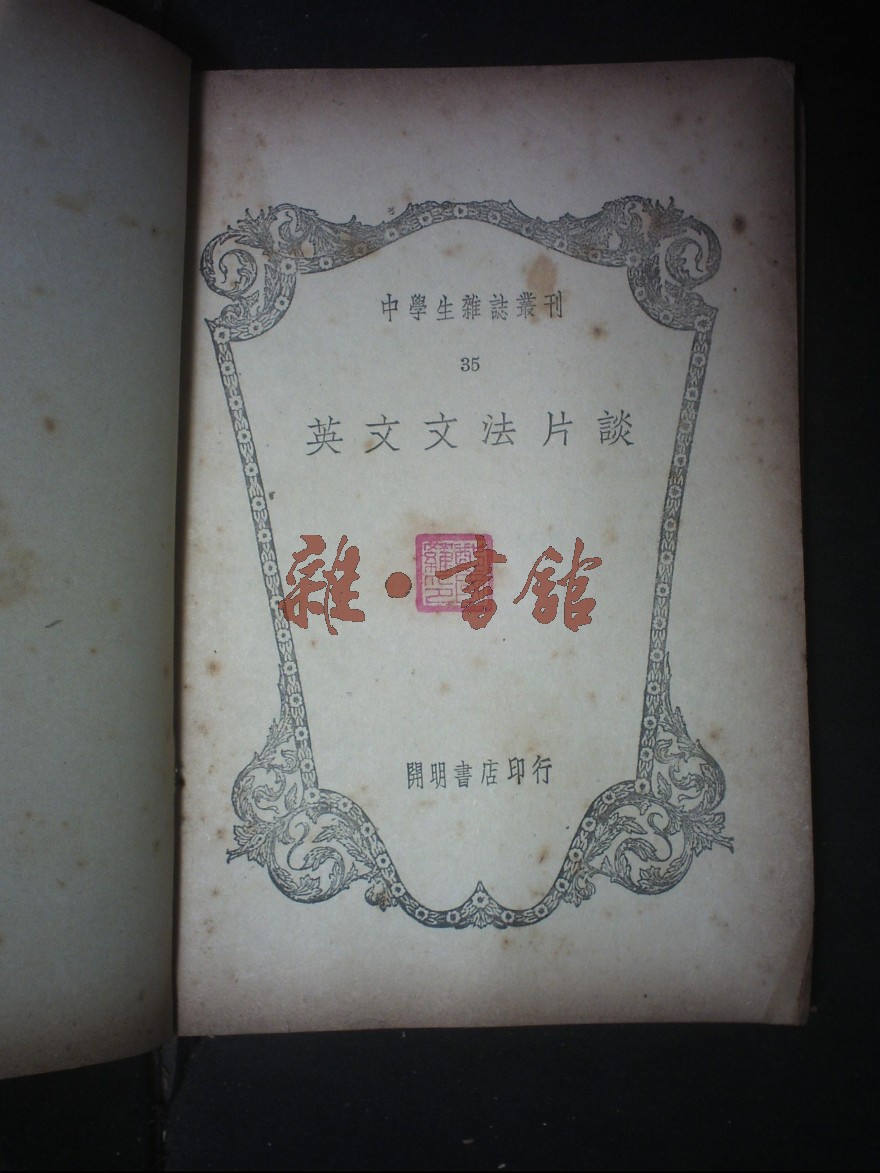 中學生雜誌叢刊
35
英文文法片談
雜·書館
開明書店印行